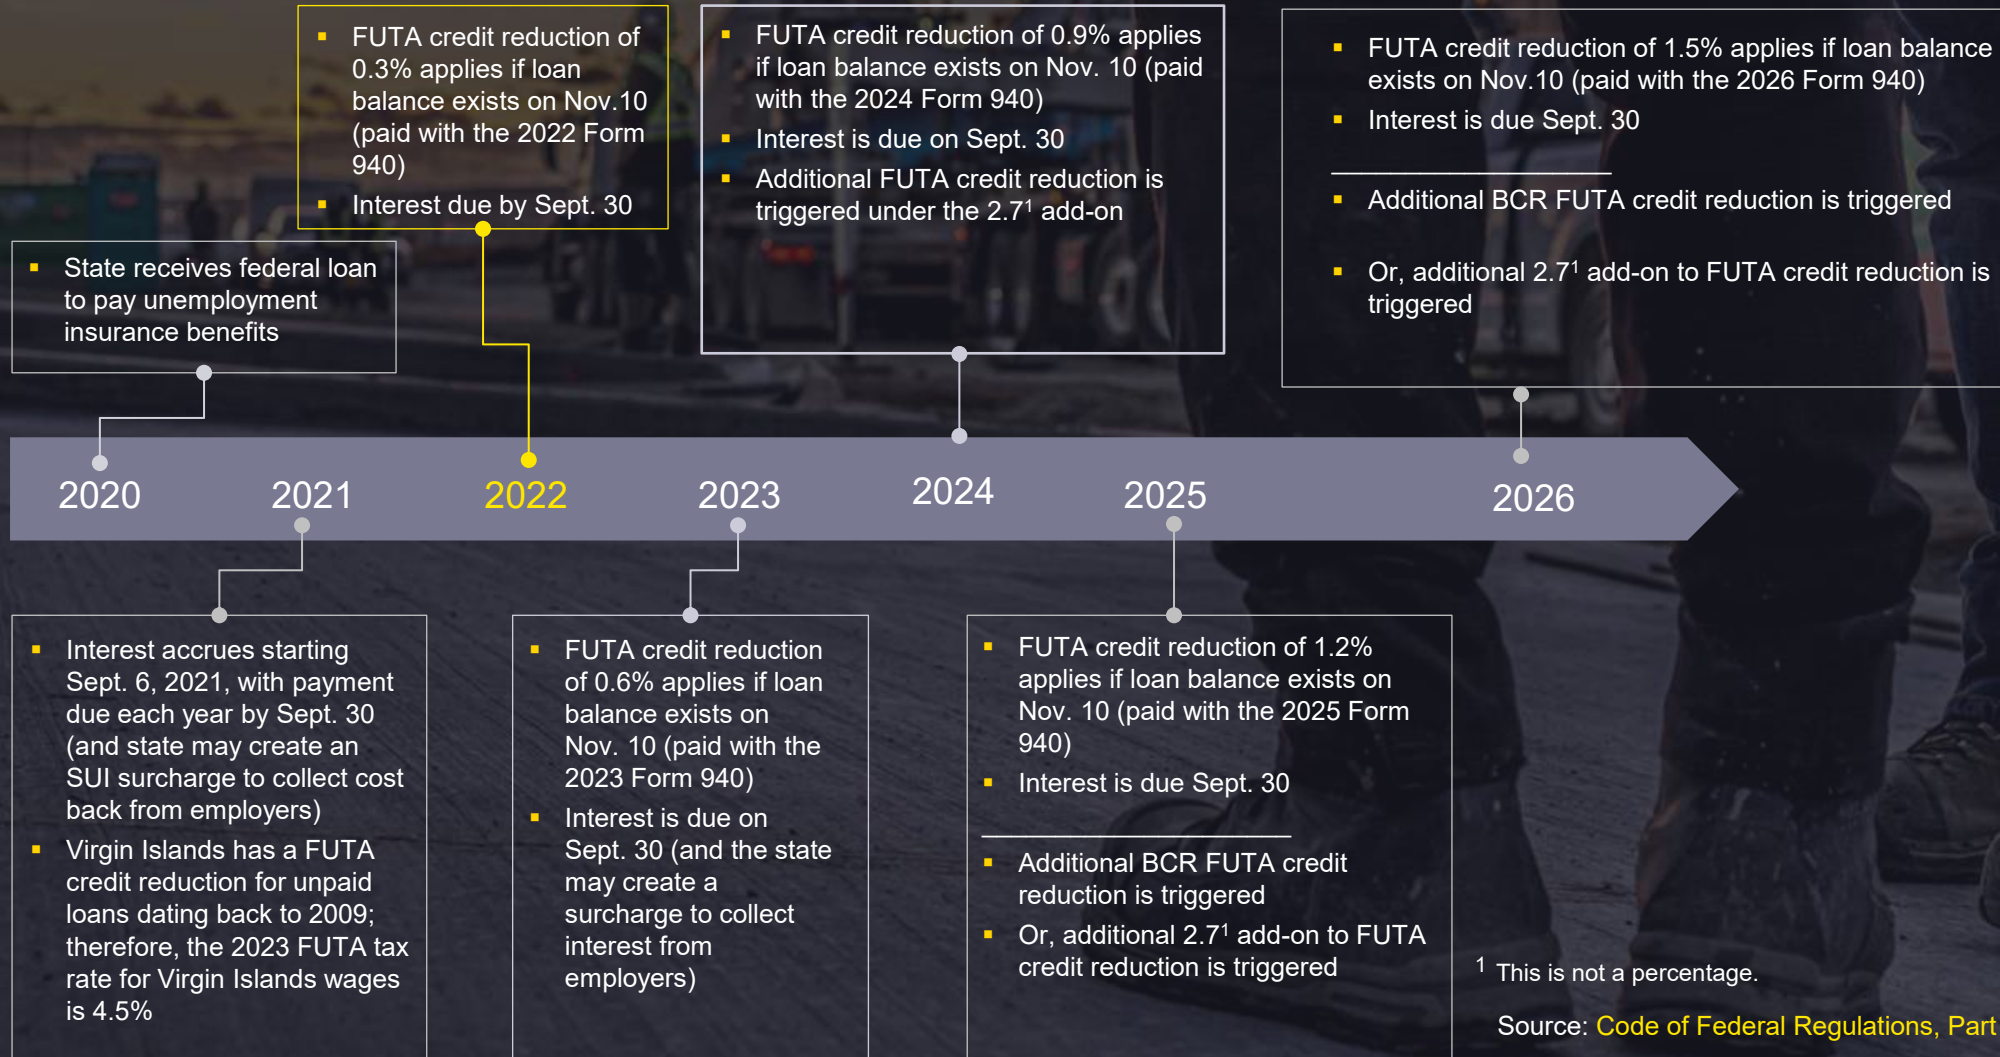 ▪ FUTA credit reduction of
0.3% applies if loan
balance exists on Nov.10
(paid with the 2022 Form
940)
▪ Interest due by Sept. 30
▪ FUTA credit reduction of 0.9% applies
if loan balance exists on Nov. 10 (paid
with the 2024 Form 940)
▪ Interest is due on Sept. 30
▪ Additional FUTA credit reduction is
triggered under the 2.7¹ add-on
▪ FUTA credit reduction of 1.5% applies if loan balance
exists on Nov.10 (paid with the 2026 Form 940)
▪ Interest is due Sept. 30
▪ Additional BCR FUTA credit reduction is triggered
▪ Or, additional 2.7¹ add-on to FUTA credit reduction is
triggered
▪ State receives federal loan
to pay unemployment
insurance benefits
2020 2021 2022 2023 2024 2025 2026
▪ Interest accrues starting
Sept. 6, 2021, with payment
due each year by Sept. 30
(and state may create an
SUI surcharge to collect cost
back from employers)
▪ Virgin Islands has a FUTA
credit reduction for unpaid
loans dating back to 2009;
therefore, the 2023 FUTA tax
rate for Virgin Islands wages
is 4.5%
▪ FUTA credit reduction
of 0.6% applies if loan
balance exists on
Nov. 10 (paid with the
2023 Form 940)
▪ Interest is due on
Sept. 30 (and the state
may create a
surcharge to collect
interest from
employers)
▪ FUTA credit reduction of 1.2%
applies if loan balance exists on
Nov. 10 (paid with the 2025 Form
940)
▪ Interest is due Sept. 30
▪ Additional BCR FUTA credit
reduction is triggered
▪ Or, additional 2.7¹ add-on to FUTA
credit reduction is triggered
¹ This is not a percentage.
Source: Code of Federal Regulations, Part